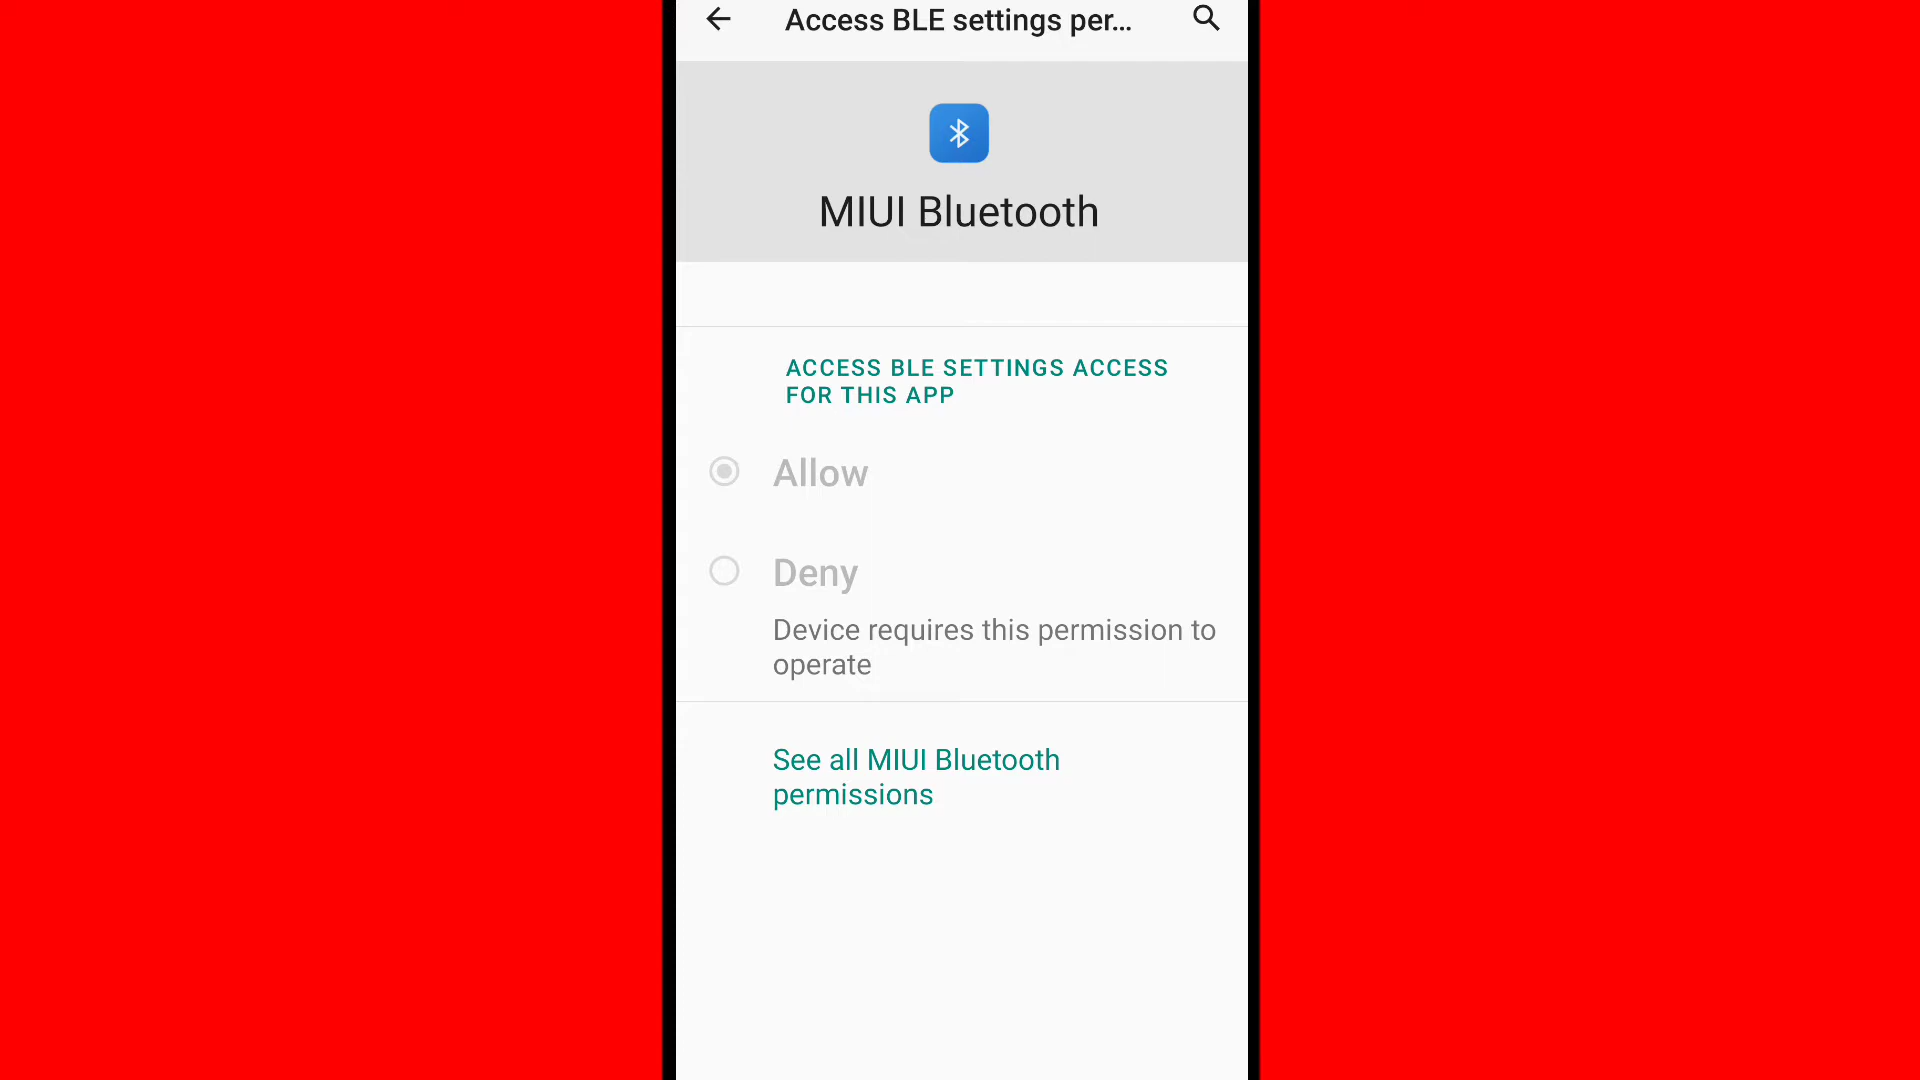 Access BLE settings per...
MIUI Bluetooth
ACCESS BLE SETTINGS ACCESS
FOR THIS APP
Allow
Deny
Device requires this permission to
operate
See all MIUI Bluetooth
permissions